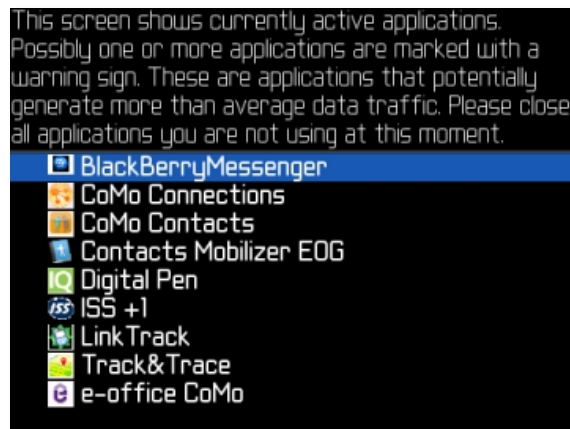 This screen shows currently active applications.
Possibly one or more applications are marked with a
warning sign. These are applications that potentially
generate more than average data traffic. Please close
all applications you are not using at this moment.
BlackBerryMessenger
CoMo Connections
CoMo Contacts
Contacts Mobilizer EOG
IQ Digital Pen
iss ISS +1
LinkTrack
Track&Trace
e e-office CoMo